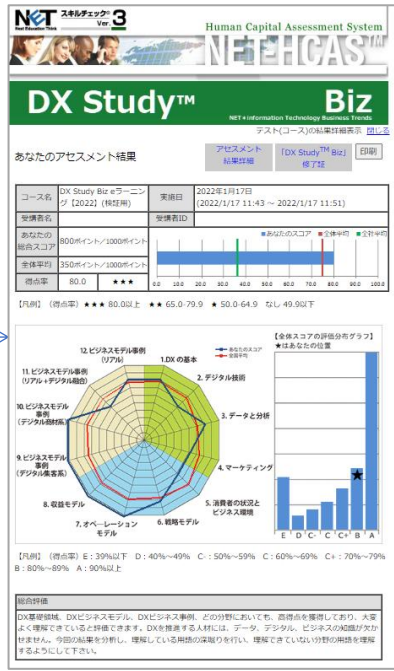 NET スキルチェック® Ver.3
Next Education Think
Human Capital Assessment System
NET-HCAS™
DX Study™ Biz
NET★Information Technology Business Trends
テスト(コース)の結果詳細表示 閉じる
あなたのアセスメント結果
アセスメント結果詳細
「DX Study™ Biz」修了証
印刷
コース名 DX Study Biz eラーニング【2022】(検証用) 実施日 2022年1月17日
(2022/1/17 11:43 ～ 2022/1/17 11:51)
受講者名 受講者ID
あなたの総合スコア 800ポイント/1000ポイント
■あなたのスコア ■全体平均 ■全社平均
全体平均 350ポイント/1000ポイント
得点率 80.0 ★★★
0.0 10.0 20.0 30.0 40.0 50.0 60.0 70.0 80.0 90.0 100.0
【凡例】（得点率）★★★ 80.0以上 ★★ 65.0-79.9 ★ 50.0-64.9 なし 49.9以下
あなたのスコア
全国平均
12.ビジネスモデル事例
(リアル)
1.DX の基本
11. ビジネスモデル事例
(リアル＋デジタル融合)
2. デジタル技術
10. ビジネスモデル
事例
(デジタル商材系)
3. データと分析
9.ビジネスモデル
事例
(デジタル集客系)
4. マーケティング
8. 収益モデル
5. 消費者の状況と
ビジネス環境
7. オペレーション
モデル
6. 戦略モデル
【全体スコアの評価分布グラフ】
★はあなたの位置
E D C- C C+ B A
【凡例】（得点率）E：39%以下 D：40%～49% C-：50%～59% C：60%～69% C+：70%～79%
B：80%～89% A：90%以上
総合評価
DX基礎領域、DXビジネスモデル、DXビジネス事例、どの分野においても、高得点を獲得しており、大変
よく理解できていると評価できます。DXを推進する人材には、データ、デジタル、ビジネスの知識が欠か
せません。今回の結果を分析し、理解している用語の深堀りを行い、理解できていない分野の用語を理解
するようにして下さい。